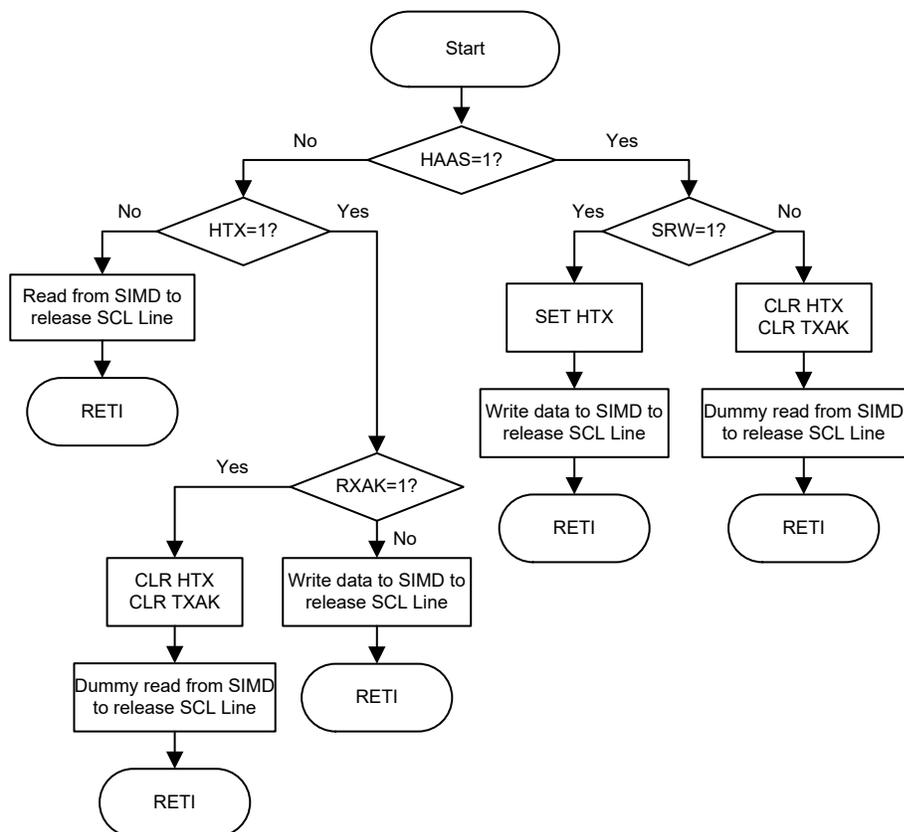 Start
No
HAAS=1?
Yes
No
HTX=1?
Yes
Yes
SRW=1?
No
Read from SIMD to
release SCL Line
SET HTX
CLR HTX
CLR TXAK
RETI
Write data to SIMD to
release SCL Line
Dummy read from SIMD
to release SCL Line
Yes
RXAK=1?
RETI
RETI
No
CLR HTX
CLR TXAK
Write data to SIMD to
release SCL Line
Dummy read from SIMD
to release SCL Line
RETI
RETI